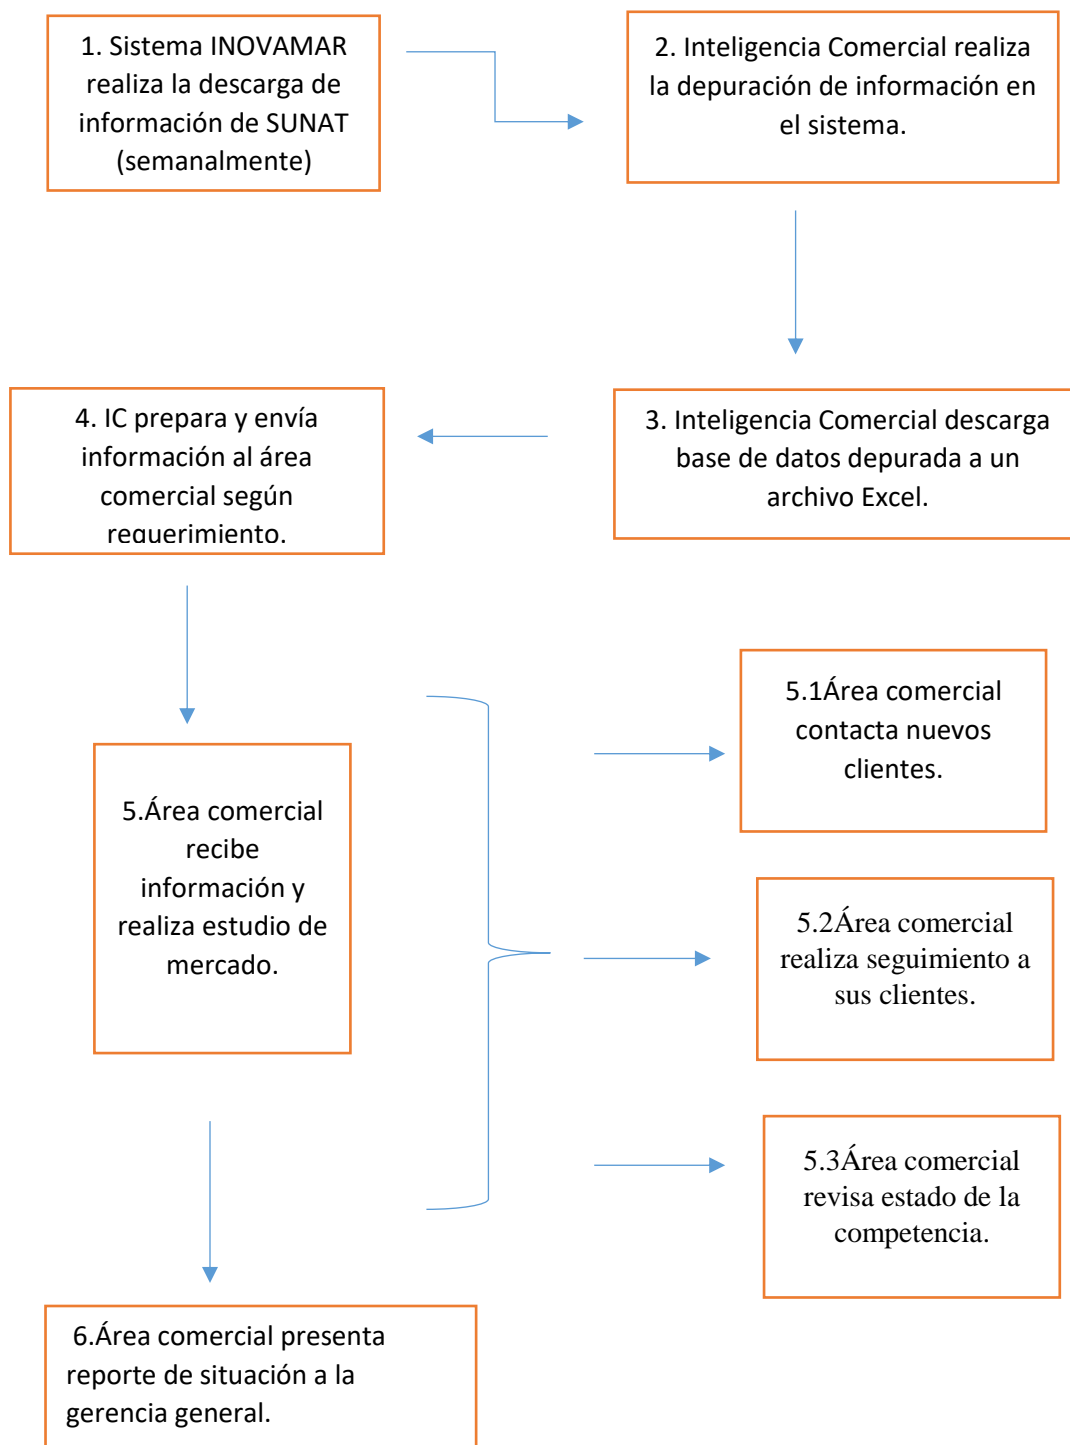 1. Sistema INOVAMAR
realiza la descarga de
información de SUNAT
(semanalmente)
2. Inteligencia Comercial realiza
la depuración de información en
el sistema.
3. Inteligencia Comercial descarga
base de datos depurada a un
archivo Excel.
4. IC prepara y envía
información al área
comercial según
requerimiento.
5.Área comercial
recibe
información y
realiza estudio de
mercado.
5.1Área comercial
contacta nuevos
clientes.
5.2Área comercial
realiza seguimiento a
sus clientes.
5.3Área comercial
revisa estado de la
competencia.
6.Área comercial presenta
reporte de situación a la
gerencia general.